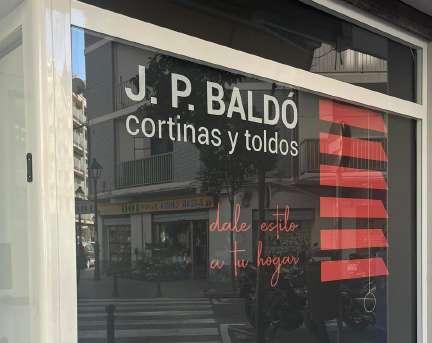 J. P. BALDÓ
cortinas y toldos
dale estilo
a tu hogar